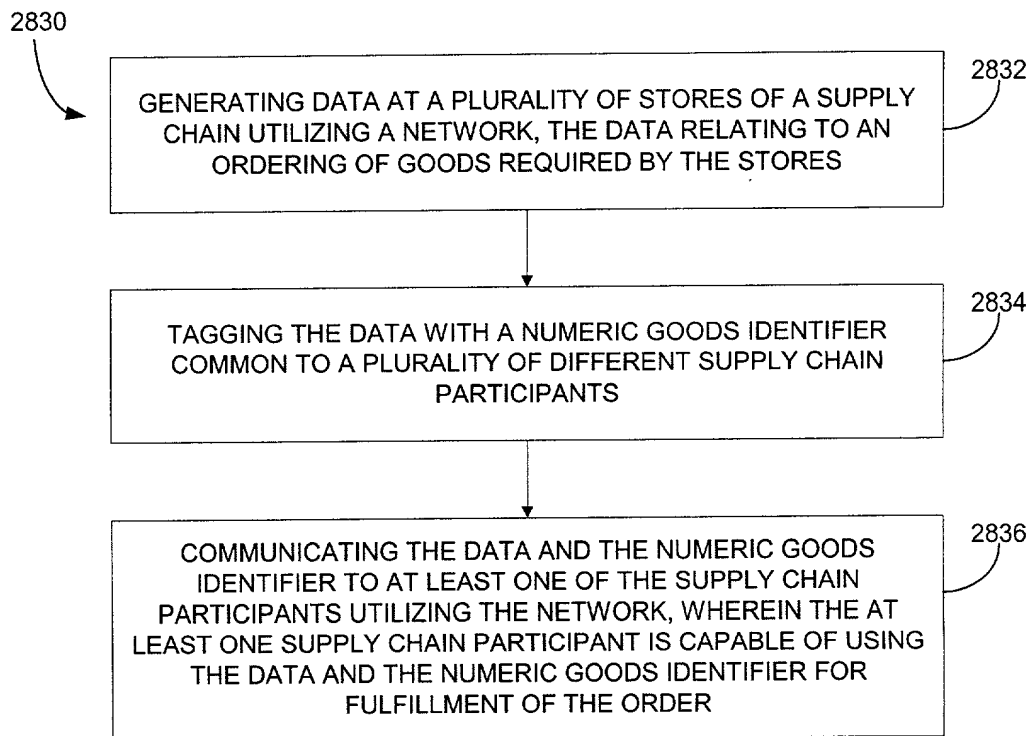 2830
2832
GENERATING DATA AT A PLURALITY OF STORES OF A SUPPLY
CHAIN UTILIZING A NETWORK, THE DATA RELATING TO AN
ORDERING OF GOODS REQUIRED BY THE STORES
2834
TAGGING THE DATA WITH A NUMERIC GOODS IDENTIFIER
COMMON TO A PLURALITY OF DIFFERENT SUPPLY CHAIN
PARTICIPANTS
2836
COMMUNICATING THE DATA AND THE NUMERIC GOODS
IDENTIFIER TO AT LEAST ONE OF THE SUPPLY CHAIN
PARTICIPANTS UTILIZING THE NETWORK, WHEREIN THE AT
LEAST ONE SUPPLY CHAIN PARTICIPANT IS CAPABLE OF USING
THE DATA AND THE NUMERIC GOODS IDENTIFIER FOR
FULFILLMENT OF THE ORDER